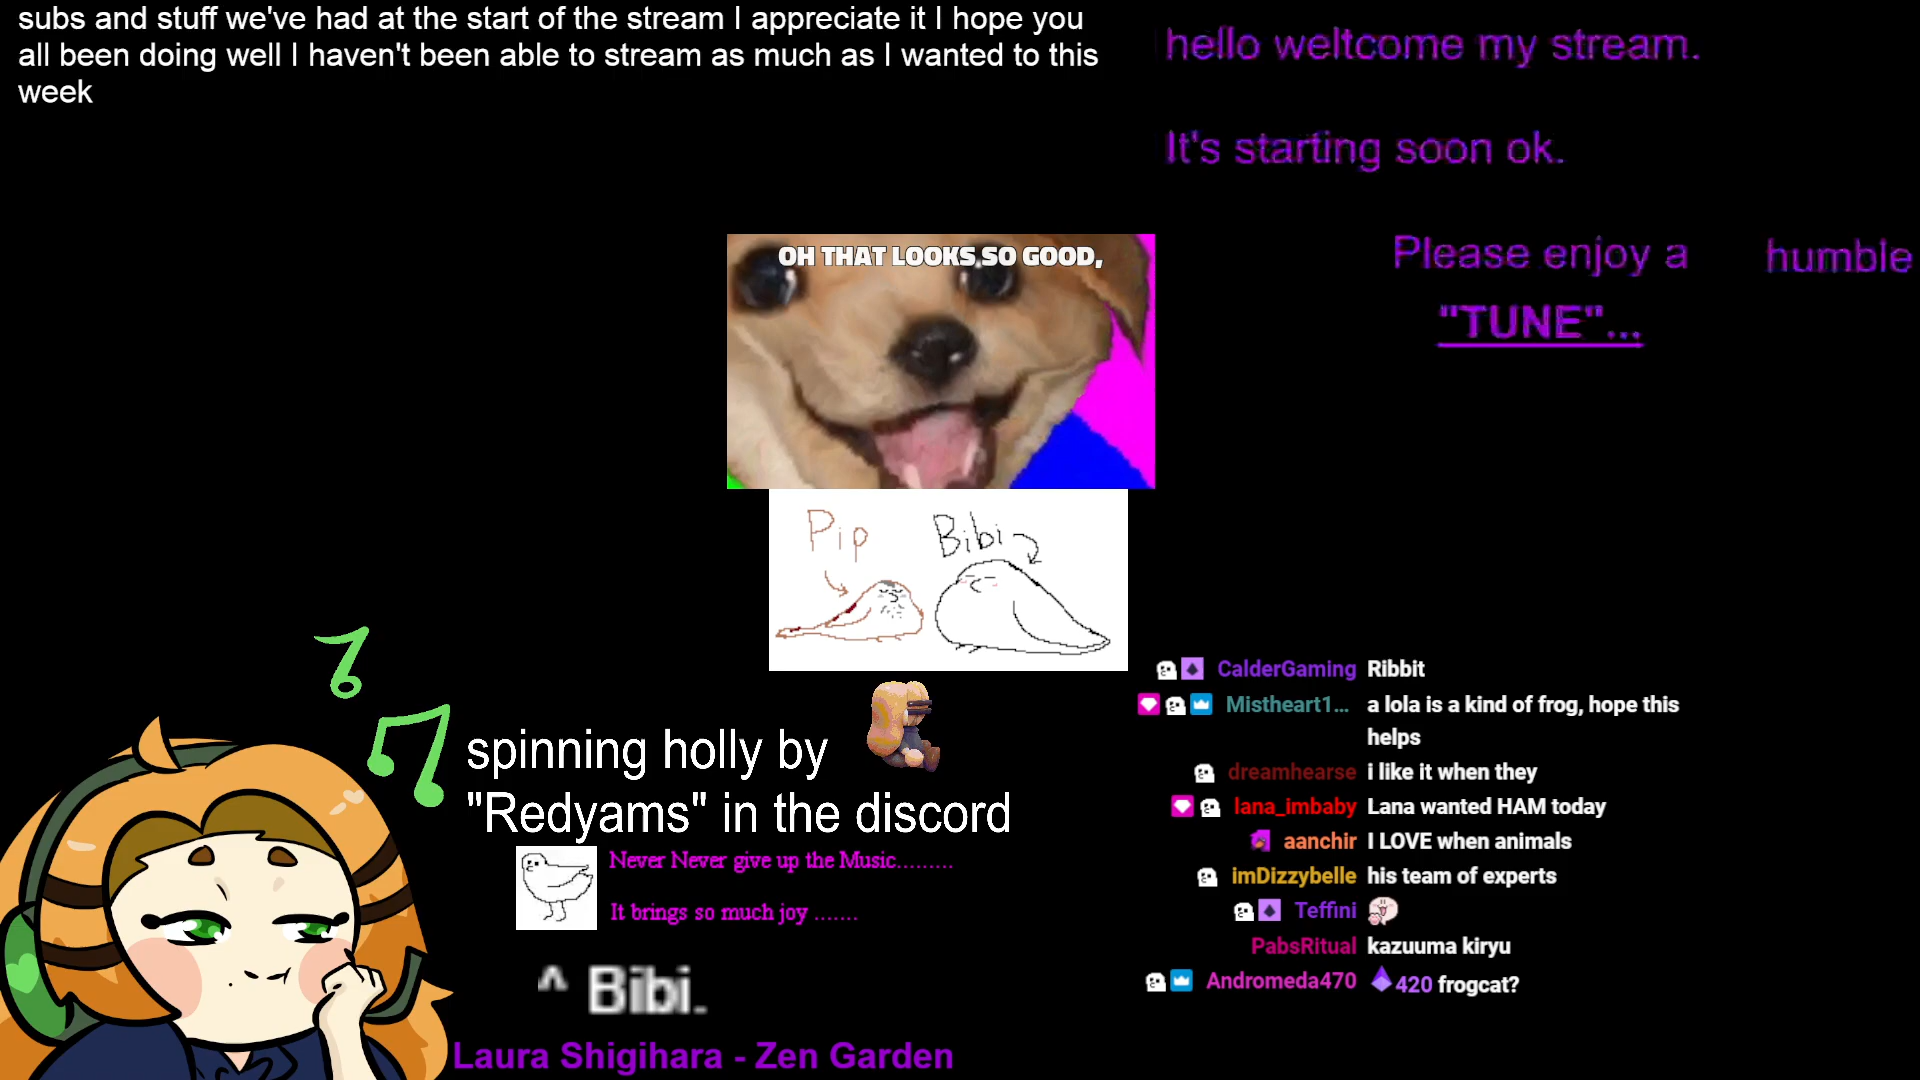 subs and stuff we've had at the start of the stream I appreciate it I hope you
all been doing well I haven't been able to stream as much as I wanted to this
week
hello weltcome my stream.
It's starting soon ok.
Please enjoy a humble
"TUNE"...
OH THAT LOOKS SO GOOD,
Pip
Bibi
spinning holly by
"Redyams" in the discord
Never Never give up the Music.........
It brings so much joy .......
^ Bibi.
Laura Shigihara - Zen Garden
CalderGaming Ribbit
Mistheart1... a lola is a kind of frog, hope this
helps
dreamhearse i like it when they
lana_imbaby Lana wanted HAM today
aanchir I LOVE when animals
imDizzybelle his team of experts
Teffini
PabsRitual kazuuma kiryu
Andromeda470 420 frogcat?